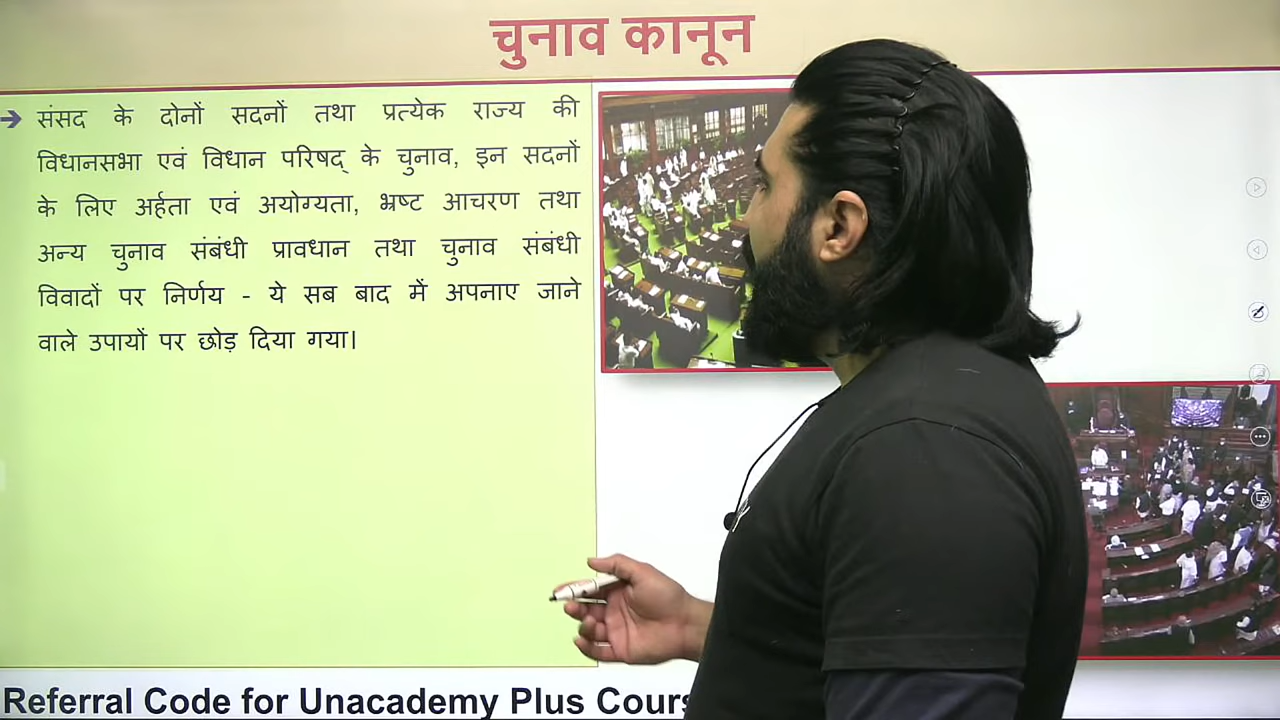 चुनाव कानून
→ संसद के दोनों सदनों तथा प्रत्येक राज्य की
विधानसभा एवं विधान परिषद् के चुनाव, इन सदनों
के लिए अर्हता एवं अयोग्यता, भ्रष्ट आचरण तथा
अन्य चुनाव संबंधी प्रावधान तथा चुनाव संबंधी
विवादों पर निर्णय - ये सब बाद में अपनाए जाने
वाले उपायों पर छोड़ दिया गया।
Referral Code for Unacademy Plus